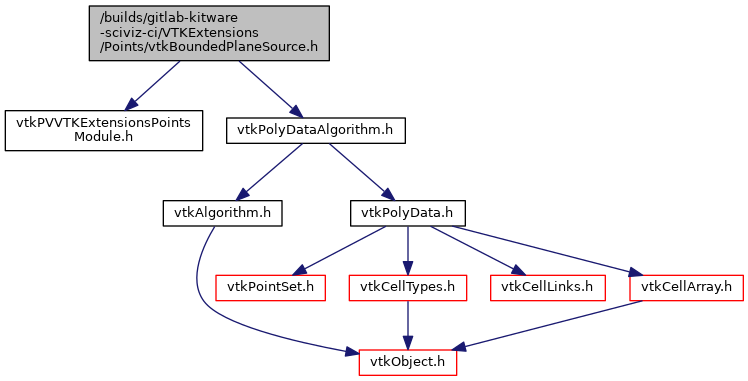 /builds/gitlab-kitware
-sciviz-ci/VTKExtensions
/Points/vtkBoundedPlaneSource.h
vtkPVVTKExtensionsPoints
Module.h
vtkPolyDataAlgorithm.h
vtkAlgorithm.h
vtkPolyData.h
vtkPointSet.h
vtkCellTypes.h
vtkCellLinks.h
vtkCellArray.h
vtkObject.h